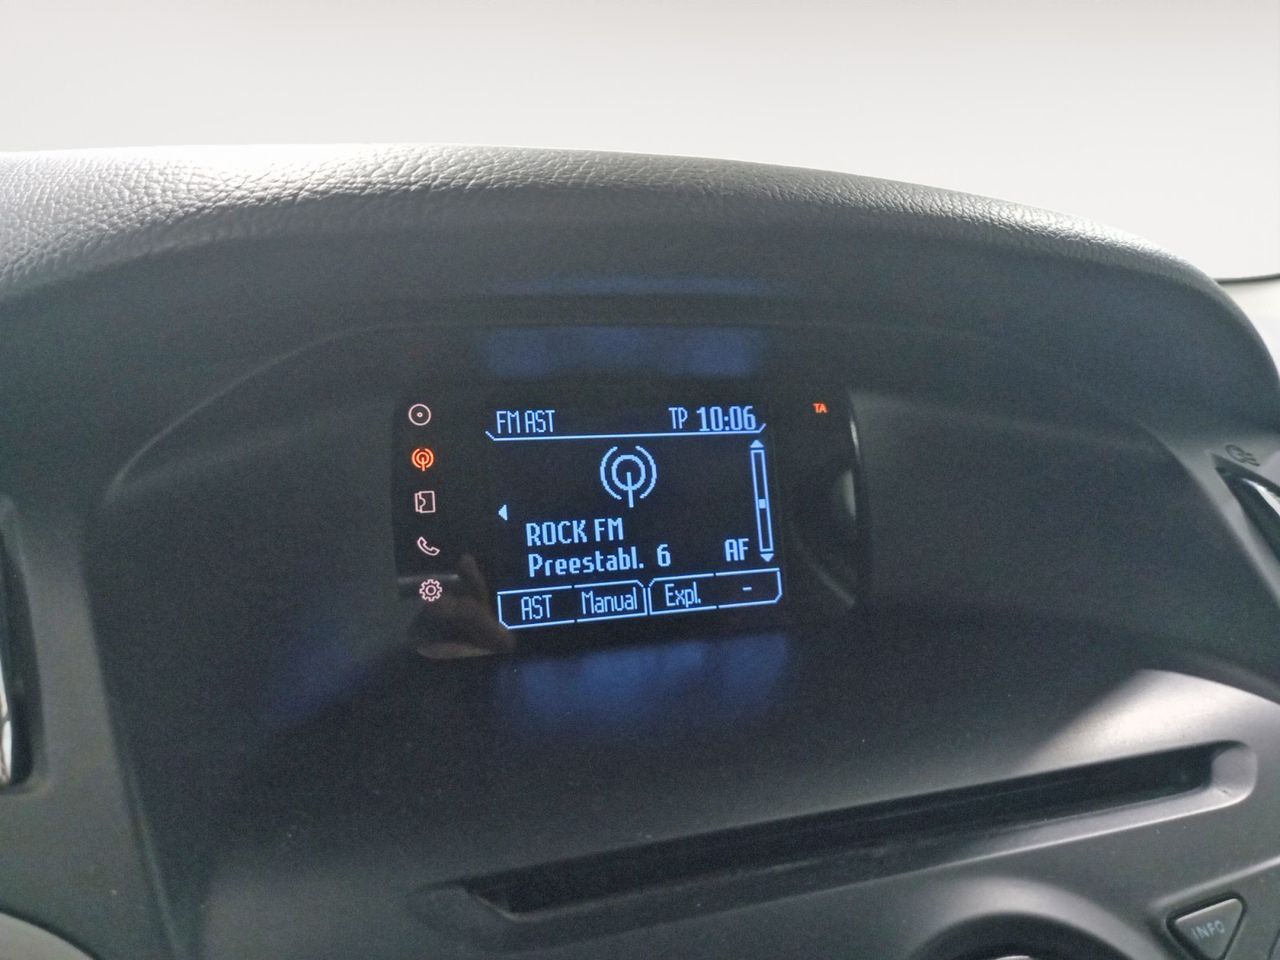 FM AST TP 10:06
TA
ROCK FM
Preestabl. 6 AF
AST Manual Expl. -
INFO